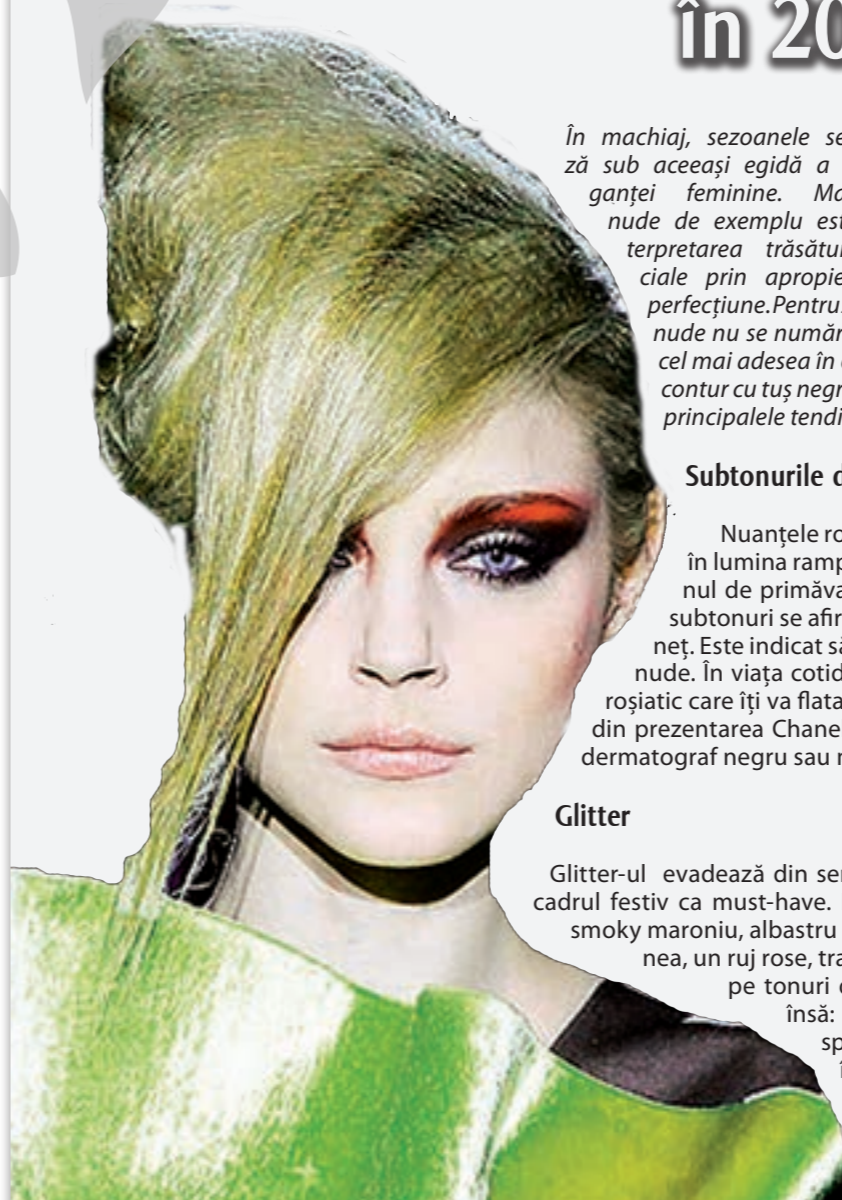 în 20
În machiaj, sezoanele se
ză sub aceeași egidă a
ganței feminine. Ma
nude de exemplu est
terpretarea trăsătu
ciale prin apropie
perfecțiune.Pentru
nude nu se număr
cel mai adesea în
contur cu tuș negr
principalele tendi
Subtonurile d
Nuanțele ro
în lumina ramp
nul de primăva
subtonuri se afir
neț. Este indicat să
nude. În viața cotid
roșiatic care îți va flata
din prezentarea Chane
dermatograf negru sau
Glitter
Glitter-ul evadează din ser
cadrul festiv ca must-have.
smoky maroniu, albastru
nea, un ruj rose, tra
pe tonuri
însă:
sp